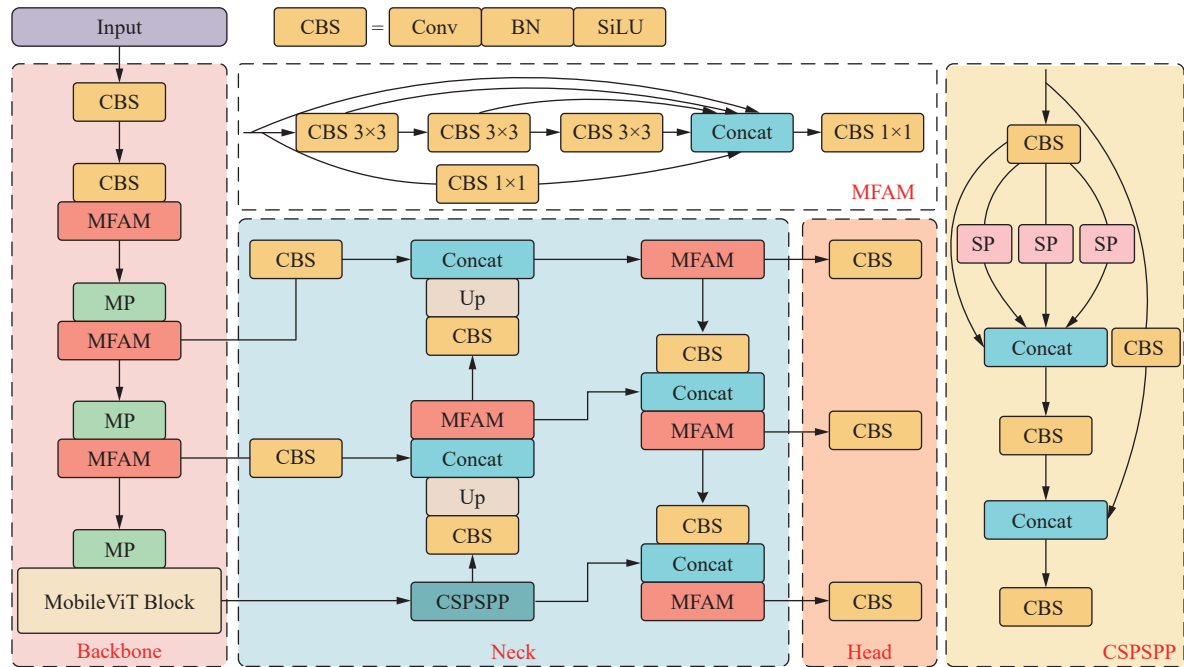 Input
CBS = Conv BN SiLU
CBS
CBS
MFAM
MP
MFAM
MP
MFAM
MP
MobileViT Block
Backbone
CBS 3×3 CBS 3×3 CBS 3×3 Concat CBS 1×1
CBS 1×1
MFAM
CBS Concat MFAM
Up
CBS
CBS
Concat
MFAM
MFAM
CBS Concat
Up
CBS
CBS
Concat
CSPSPP
MFAM
Neck
CBS
CBS
CBS
Head
CBS
SP SP SP
Concat CBS
CBS
Concat
CBS
CSPSPP